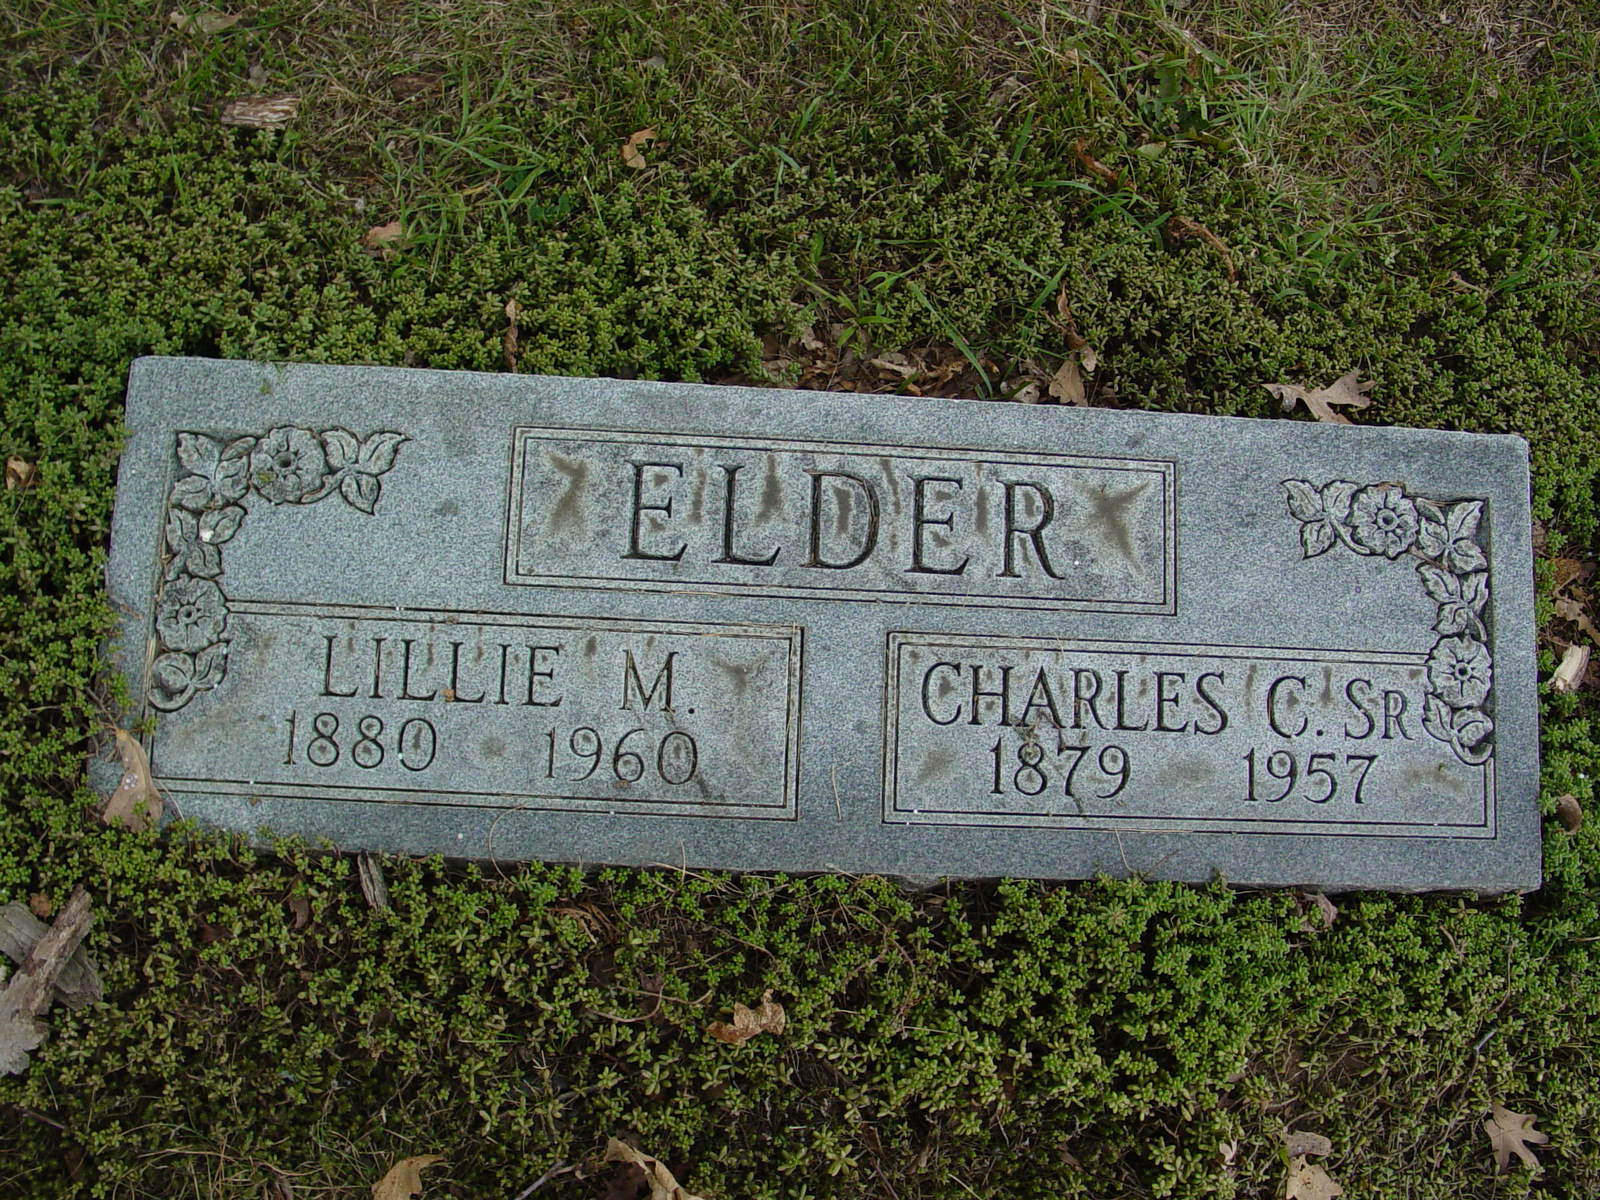 ELDER
LILLIE M.
1880 1960
CHARLES C. SR
1879 1957